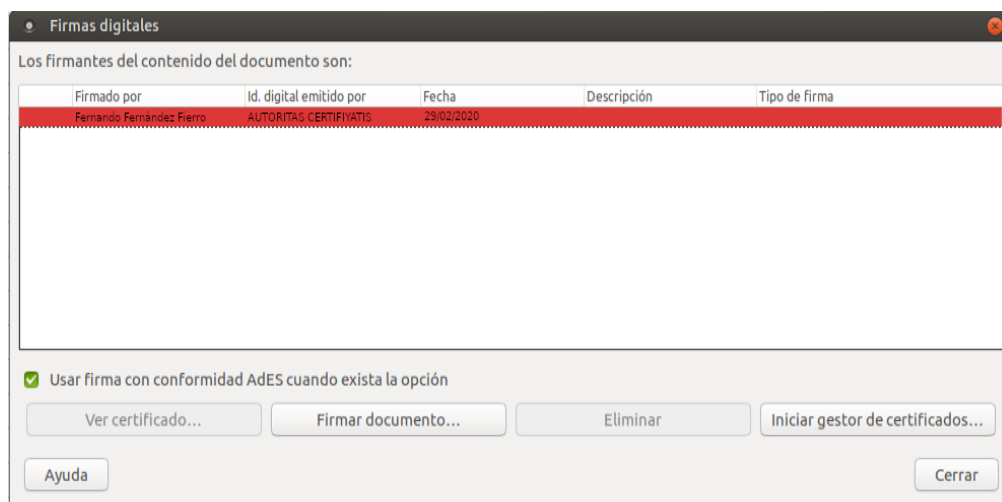 Firmas digitales
Los firmantes del contenido del documento son:
Firmado por Id. digital emitido por Fecha Descripción Tipo de firma
Fernando Fernández Fierro AUTORITAS CERTIFIYATIS 29/02/2020
Usar firma con conformidad AdES cuando exista la opción
Ver certificado... Firmar documento... Eliminar Iniciar gestor de certificados...
Ayuda Cerrar